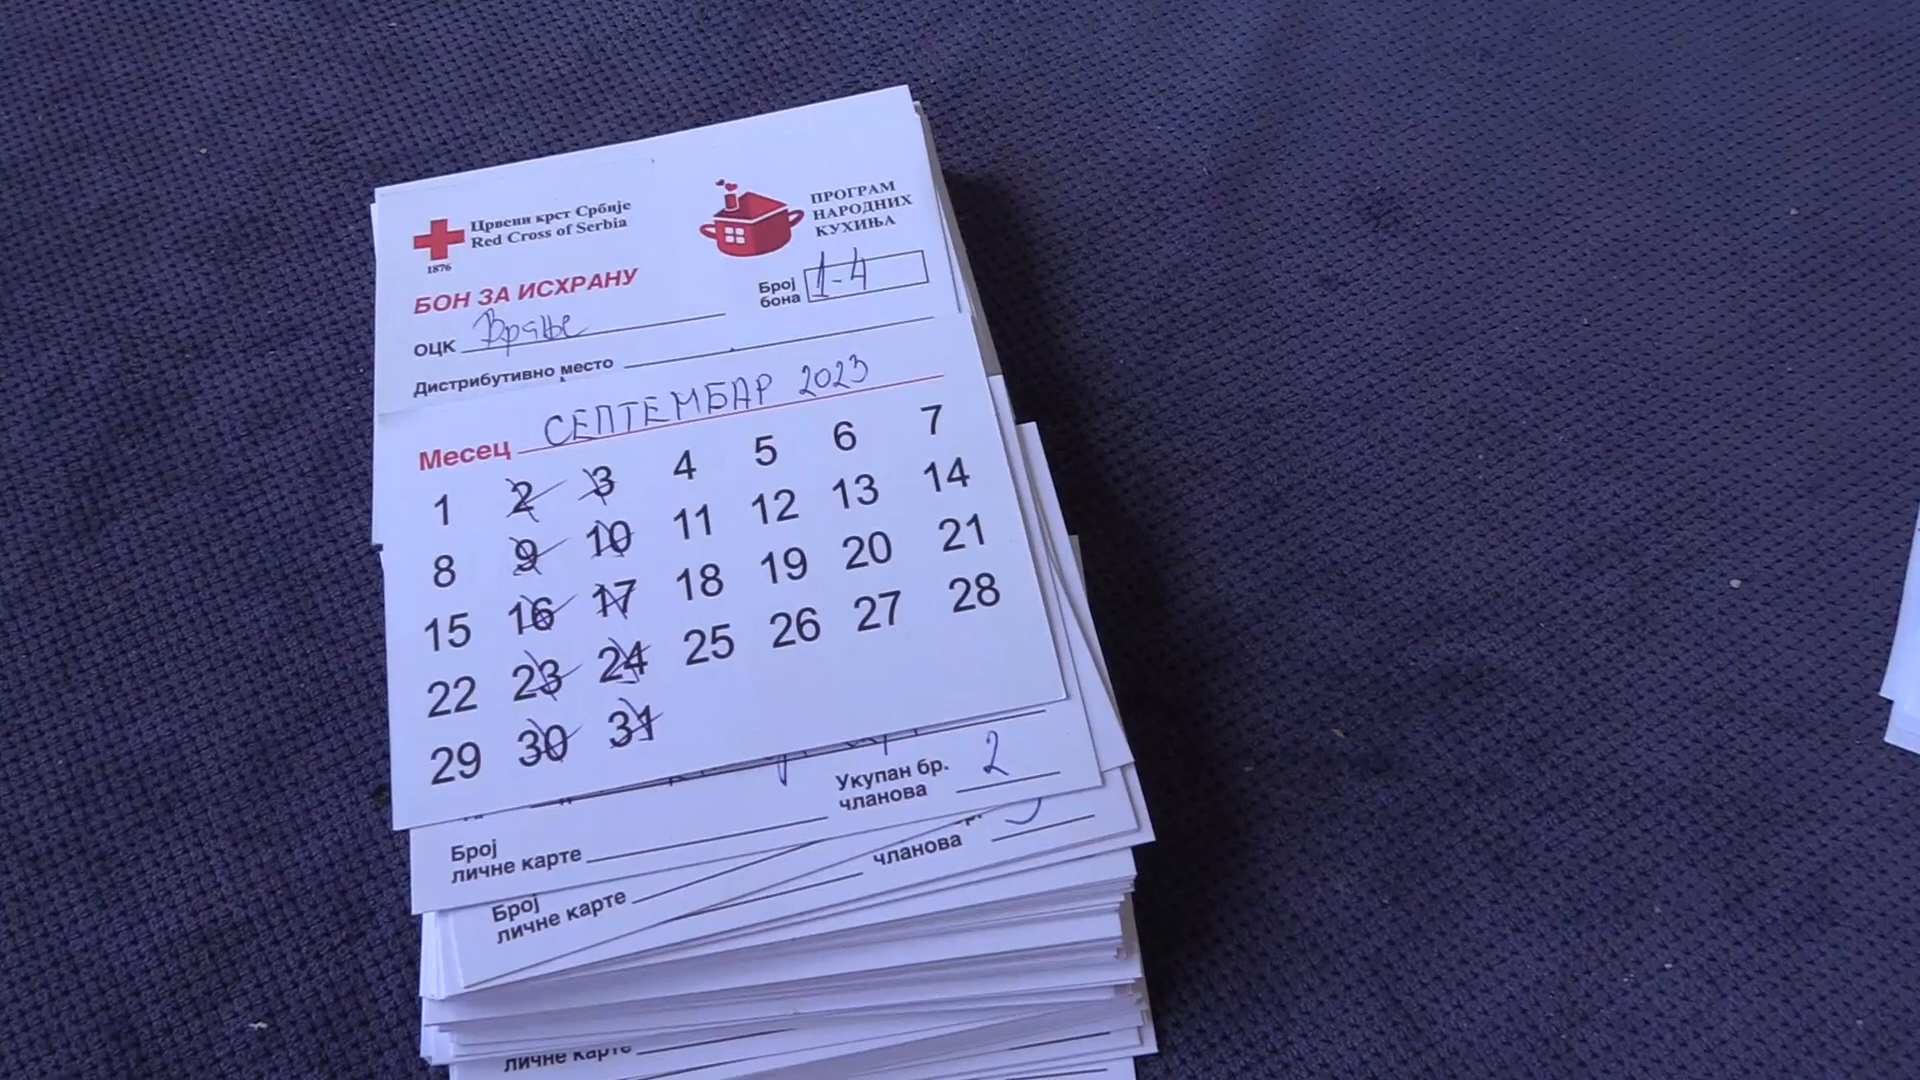 Црвени крст Србије
Red Cross of Serbia
1876
ПРОГРАМ
НАРОДНИХ
КУХИЊА
БОН ЗА ИСХРАНУ
Број
бона 1-4
ОЦК Врање
Дистрибутивно место
Месец СЕПТЕМБАР 2023
1 2 3 4 5 6 7
8 9 10 11 12 13 14
15 16 17 18 19 20 21
22 23 24 25 26 27 28
29 30 31
Укупан бр.
чланова 2
Број
личне карте
чланова
Број
личне карте
личне карте